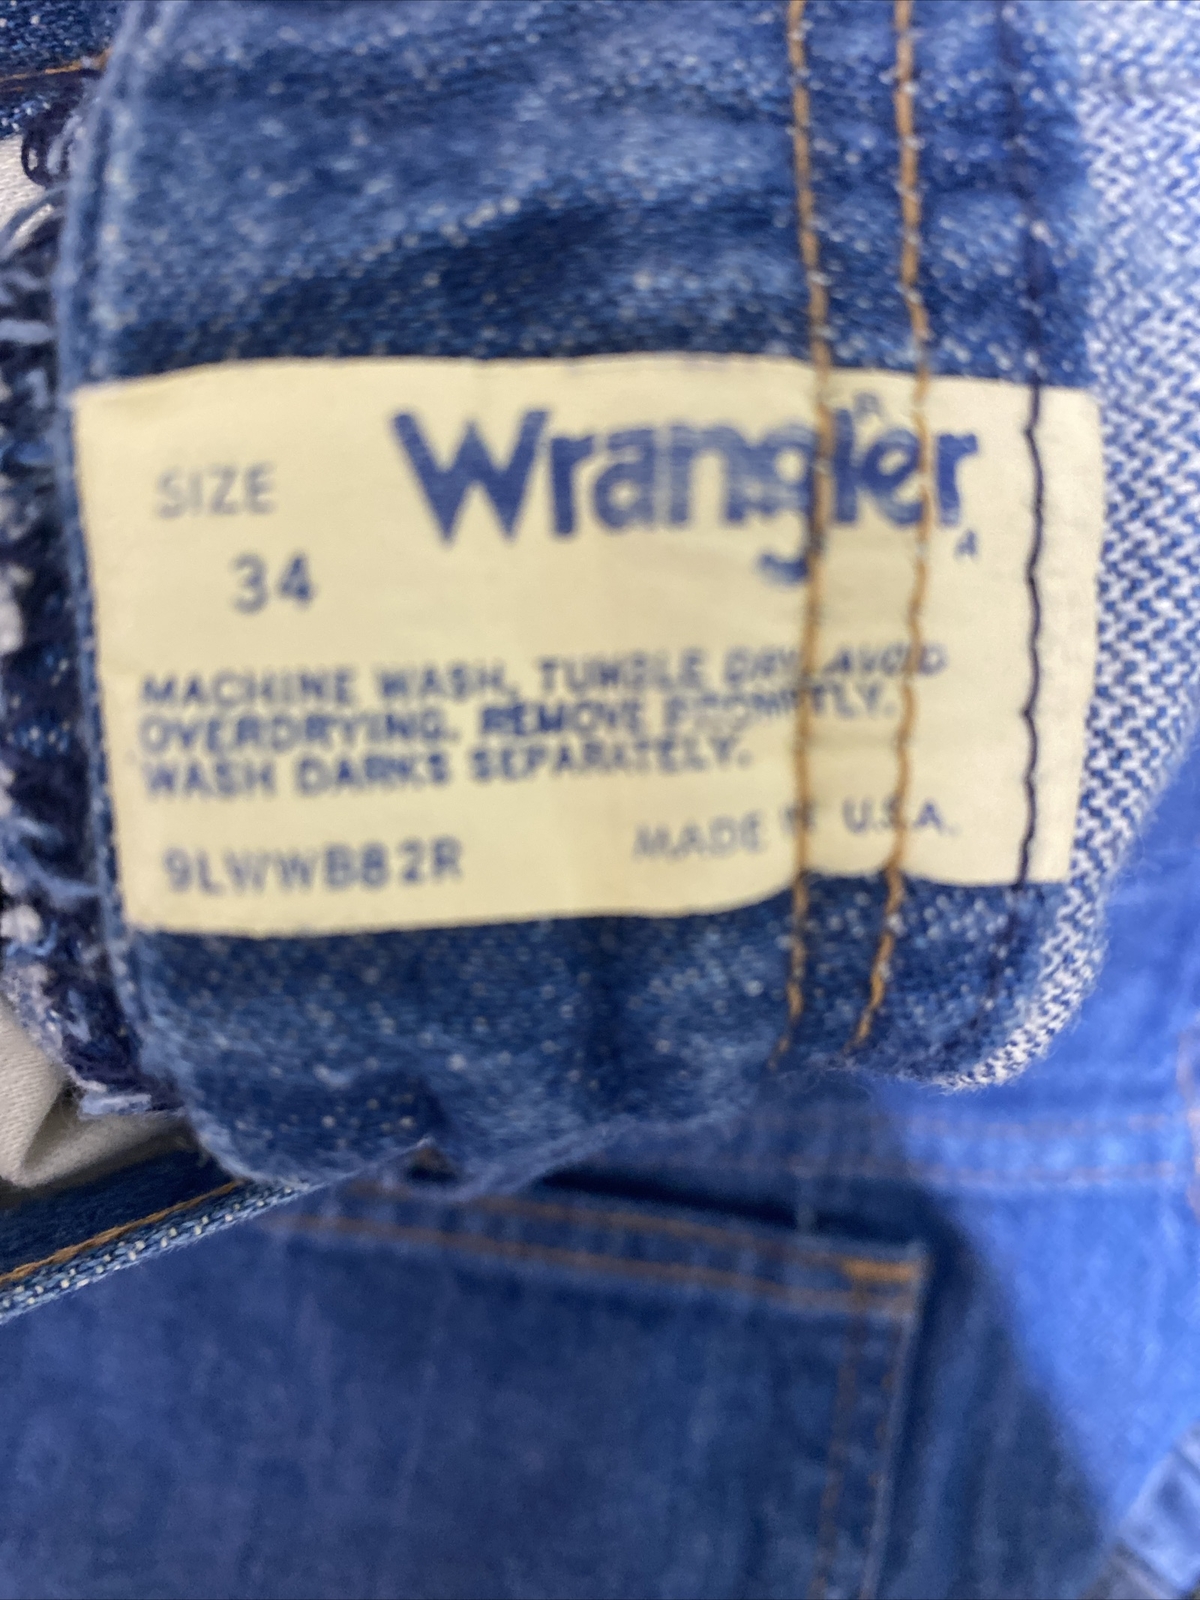 Wrangler®
SIZE
34
MACHINE WASH, TUMBLE DRY, AVOID
OVERDRYING. REMOVE PROMPTLY.
WASH DARKS SEPARATELY.
9LWWB82R
MADE IN U.S.A.